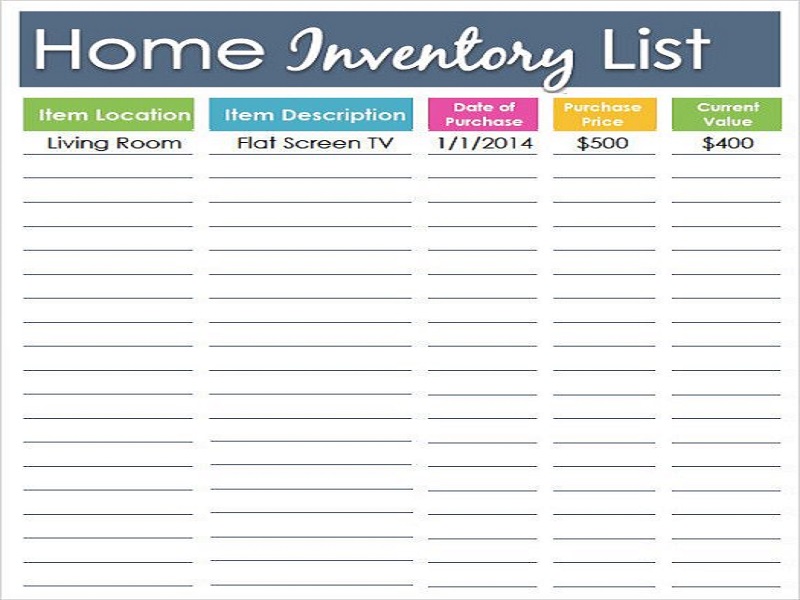 Home Inventory List
Item Location Item Description Date of Purchase Purchase Price Current Value
Living Room Flat Screen TV 1/1/2014 $500 $400